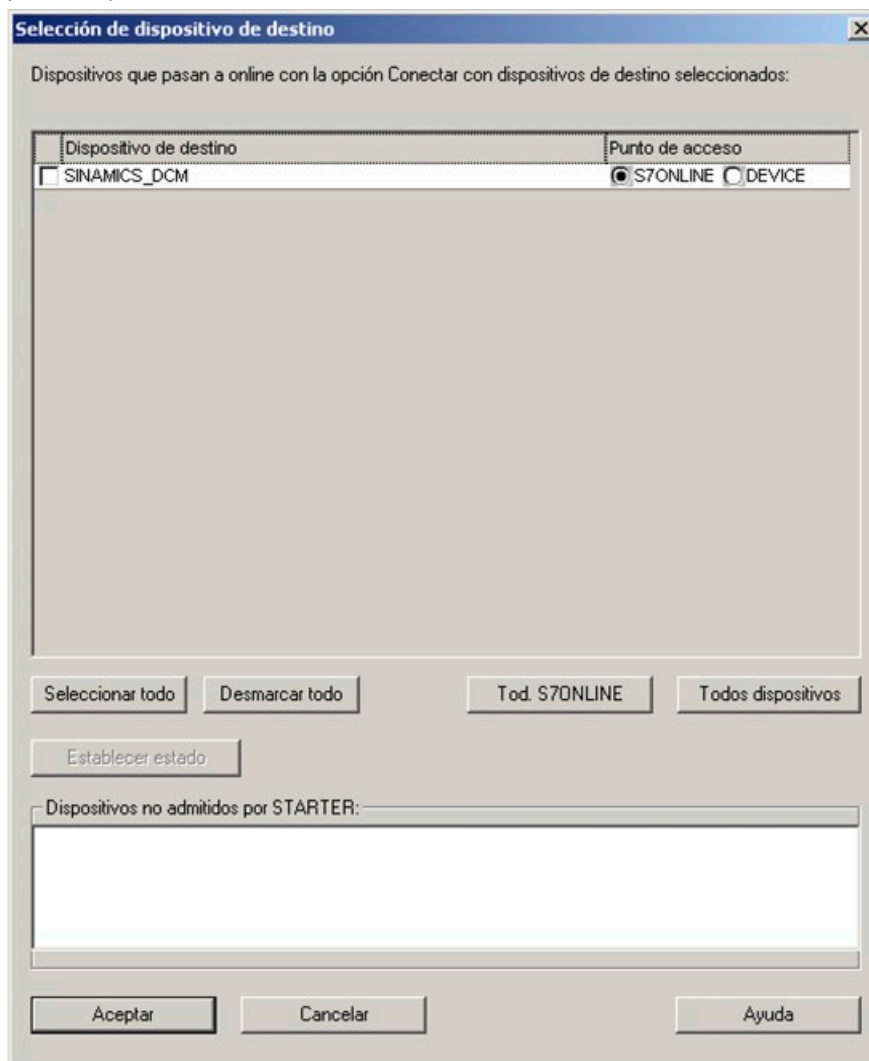 Selección de dispositivo de destino
Dispositivos que pasan a online con la opción Conectar con dispositivos de destino seleccionados:
Dispositivo de destino Punto de acceso
SINAMICS_DCM S7ONLINE DEVICE
Seleccionar todo Desmarcar todo Tod. S7ONLINE Todos dispositivos
Establecer estado
Dispositivos no admitidos por STARTER:
Aceptar Cancelar Ayuda